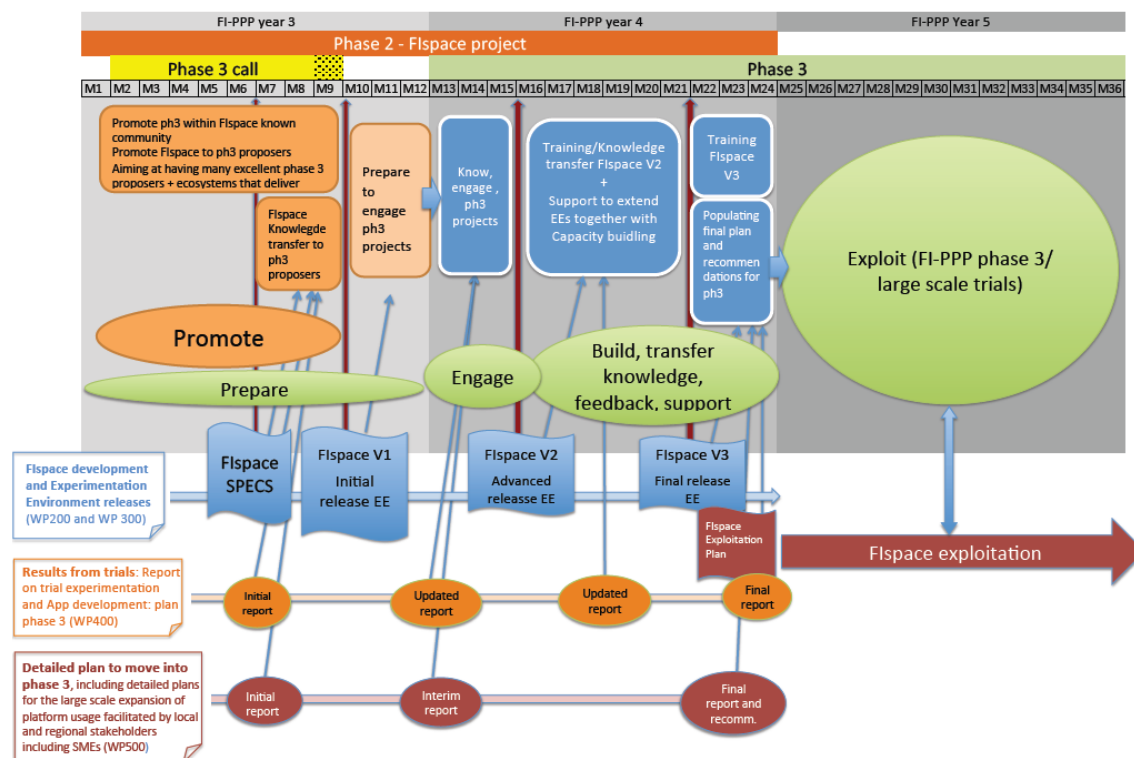 FI-PPP year 3
FI-PPP year 4
FI-PPP Year 5
Phase 2 - FIspace project
Phase 3 call
Phase 3
M1 M2 M3 M4 M5 M6 M7 M8 M9 M10 M11 M12 M13 M14 M15 M16 M17 M18 M19 M20 M21 M22 M23 M24 M25 M26 M27 M28 M29 M30 M31 M32 M33 M34 M35 M36
Promote ph3 within FIspace known
community
Promote FIspace to ph3 proposers
Aiming at having many excellent phase 3
proposers + ecosystems that deliver
FIspace
Knowlegde
transfer to
ph3
proposers
Prepare
to
engage
ph3
projects
Know,
engage ,
ph3
projects
Training/Knowledge
transfer FIspace V2
+
Support to extend
EEs together with
Capacity buidling
Training
FIspace
V3
Populating
final plan
and
recommen
dations for
ph3
Exploit (FI-PPP phase 3/
large scale trials)
Promote
Prepare
Engage
Build, transfer
knowledge,
feedback, support
FIspace
SPECS
FIspace V1
Initial
release EE
FIspace V2
Advanced
releasse EE
FIspace V3
Final release
EE
FIspace
Exploitation
Plan
FIspace development
and Experimentation
Environment releases
(WP200 and WP 300)
FIspace exploitation
Results from trials: Report
on trial experimentation
and App development: plan
phase 3 (WP400)
Initial
report
Updated
report
Updated
report
Final
report
Detailed plan to move into
phase 3, including detailed plans
for the large scale expansion of
platform usage facilitated by local
and regional stakeholders
including SMEs (WP500)
Initial
report
Interim
report
Final
report and
recomm.